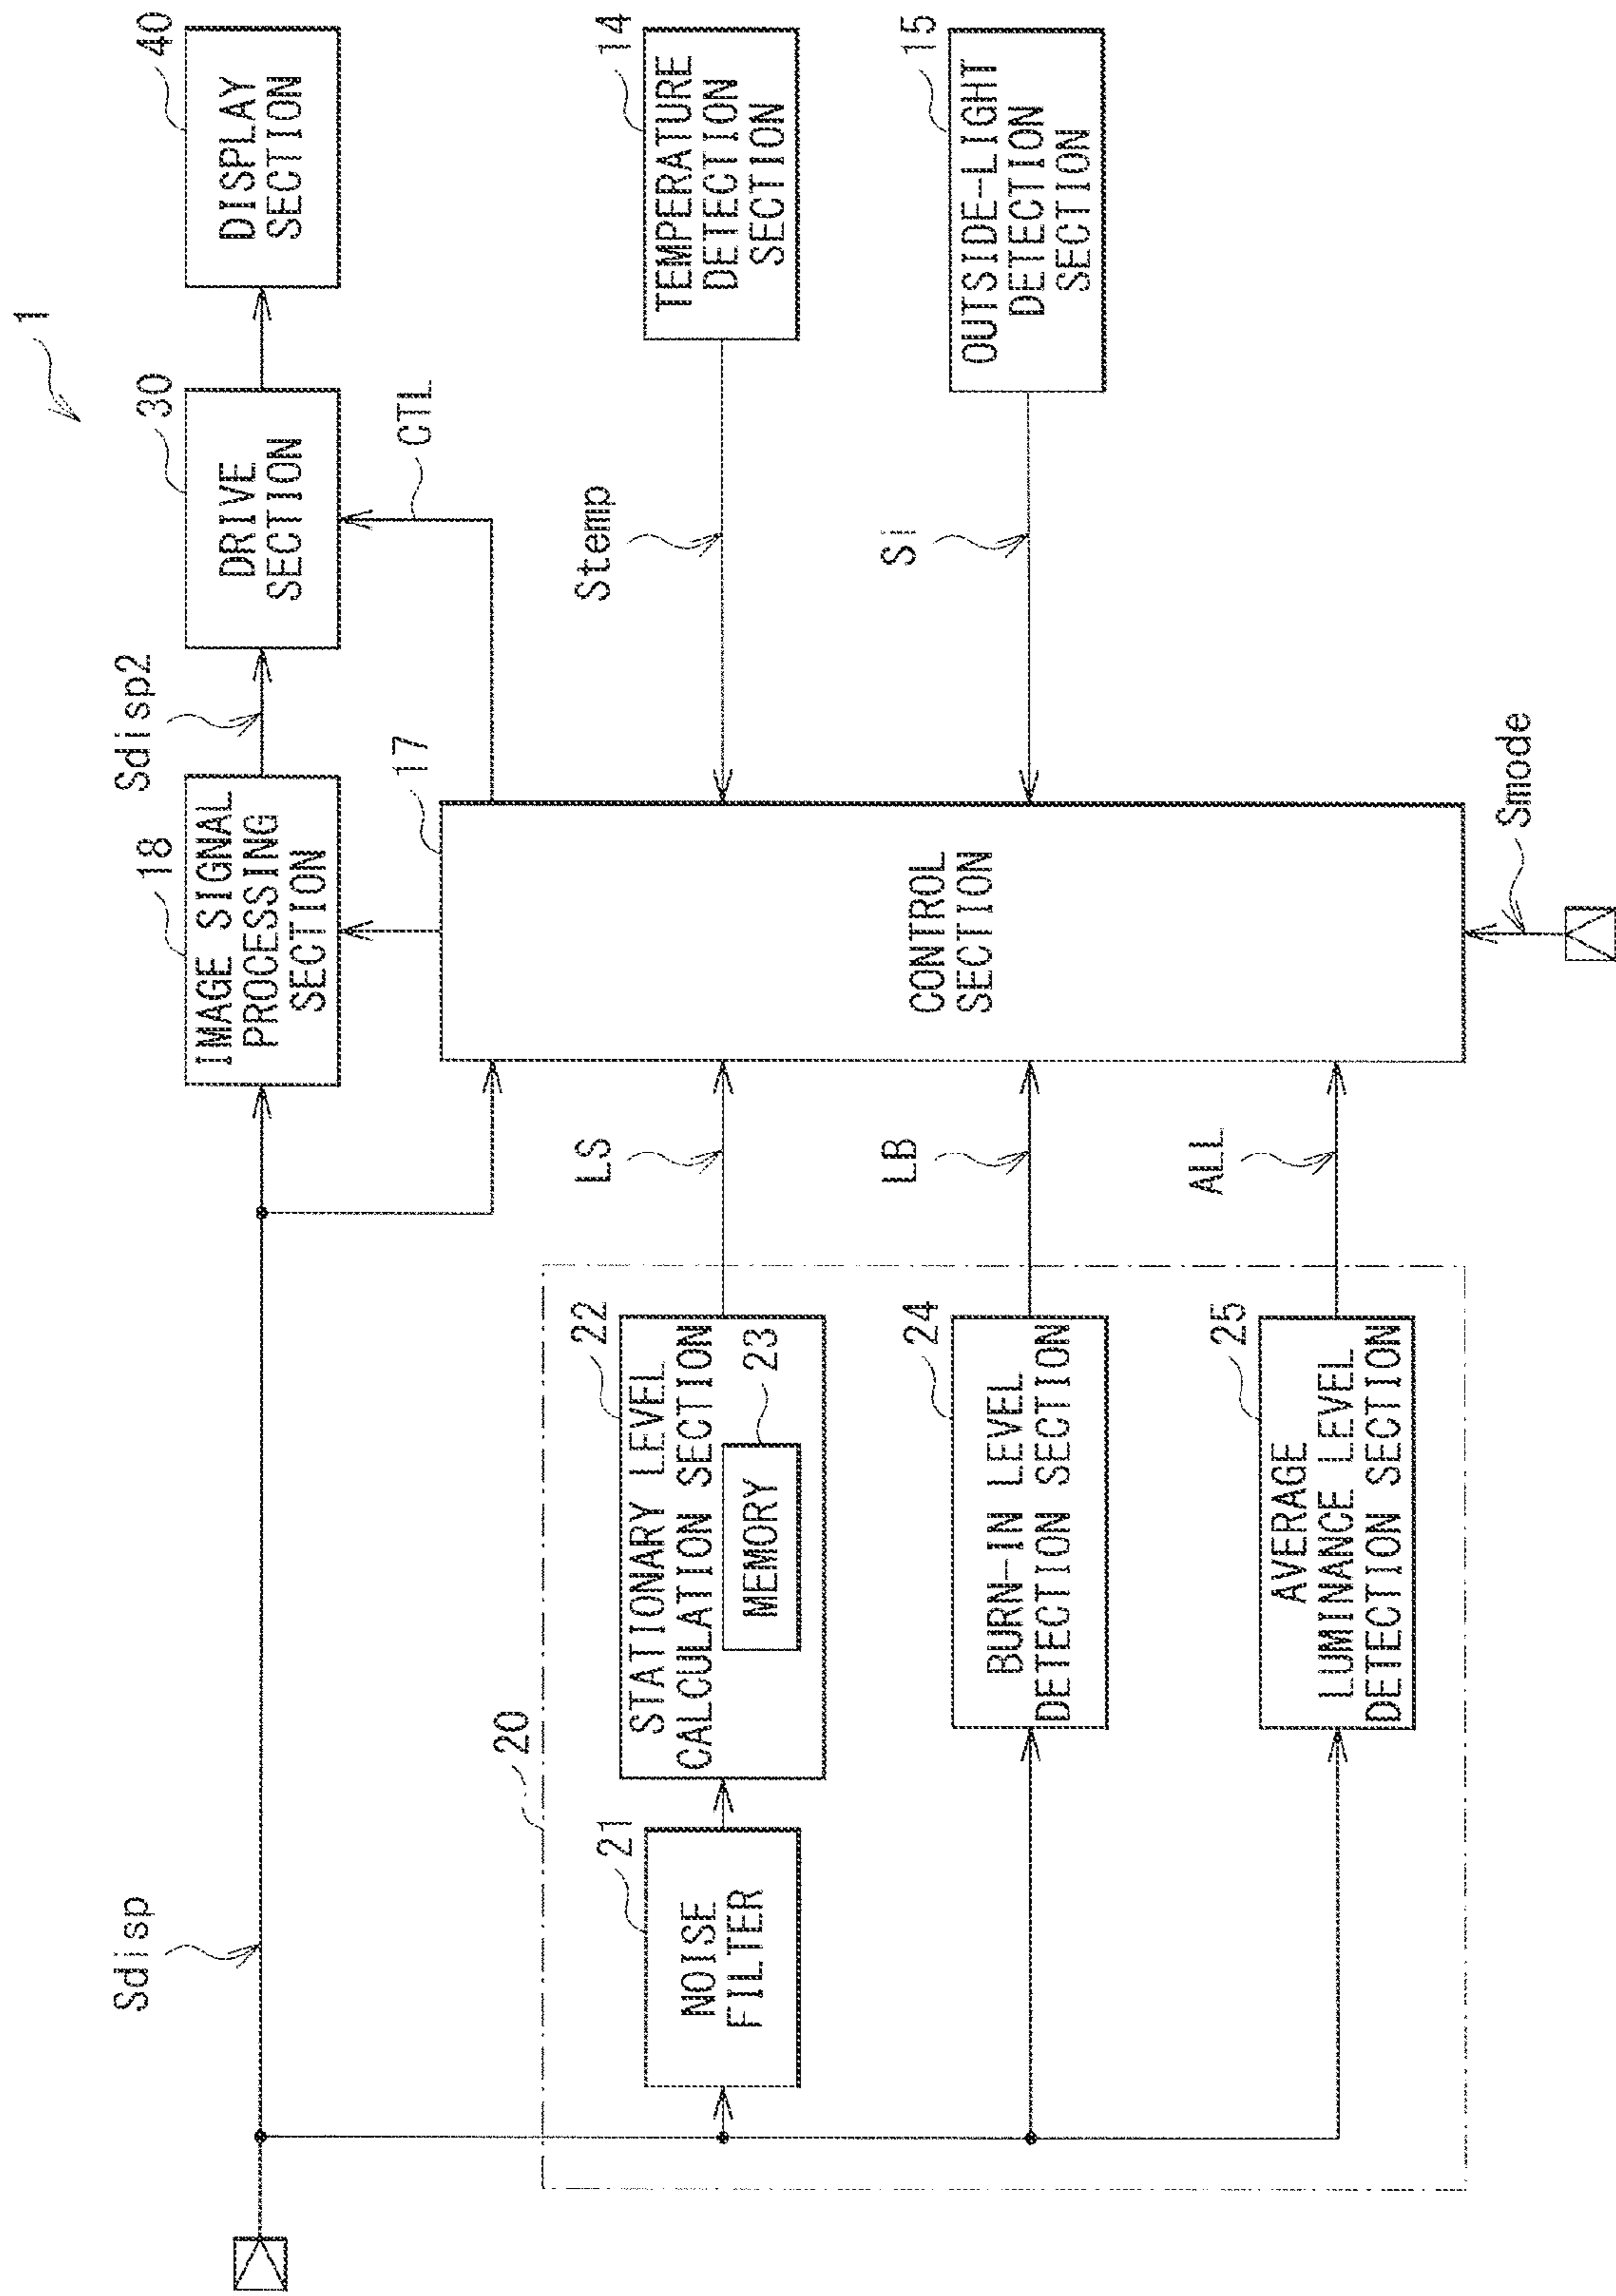 1
Sdisp
18
IMAGE SIGNAL
PROCESSING
SECTION
Sdisp2
30
DRIVE
SECTION
40
DISPLAY
SECTION
CTL
20
21
NOISE
FILTER
22
STATIONARY LEVEL
CALCULATION SECTION
MEMORY
23
LS
17
CONTROL
SECTION
Stemp
14
TEMPERATURE
DETECTION
SECTION
24
BURN-IN LEVEL
DETECTION SECTION
LB
Si
15
OUTSIDE-LIGHT
DETECTION
SECTION
25
AVERAGE
LUMINANCE LEVEL
DETECTION SECTION
ALL
Smode